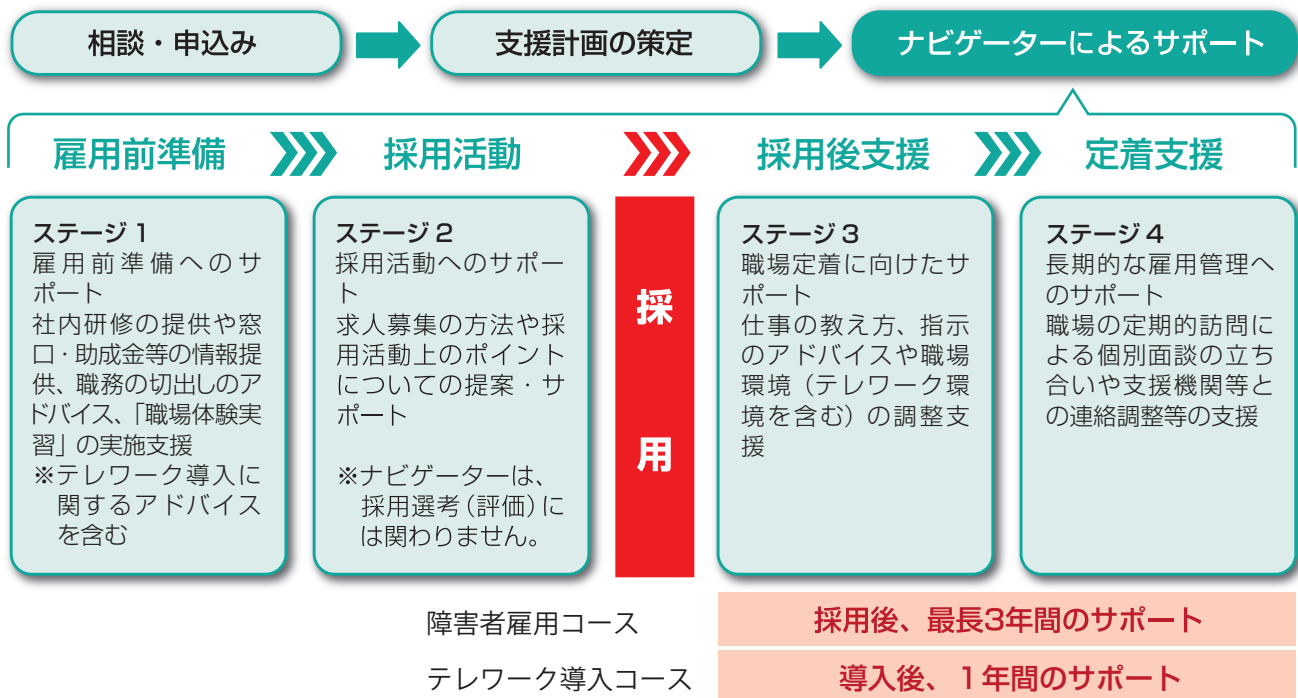 相談・申込み
支援計画の策定
ナビゲーターによるサポート
雇用前準備
採用活動
採用後支援
定着支援
ステージ1
雇用前準備へのサ
ポート
社内研修の提供や窓
口・助成金等の情報提
供、職務の切出しのア
ドバイス、「職場体験実
習」の実施支援
※テレワーク導入に
関するアドバイス
を含む
ステージ2
採用活動へのサポー
ト
求人募集の方法や採
用活動上のポイント
についての提案・サ
ポート
※ナビゲーターは、
採用選考（評価）に
は関わりません。
採
用
ステージ3
職場定着に向けたサ
ポート
仕事の教え方、指示
のアドバイスや職場
環境（テレワーク環
境を含む）の調整支
援
ステージ4
長期的な雇用管理へ
のサポート
職場の定期的訪問に
よる個別面談の立ち
合いや支援機関等と
の連絡調整等の支援
障害者雇用コース
採用後、最長3年間のサポート
テレワーク導入コース
導入後、1年間のサポート